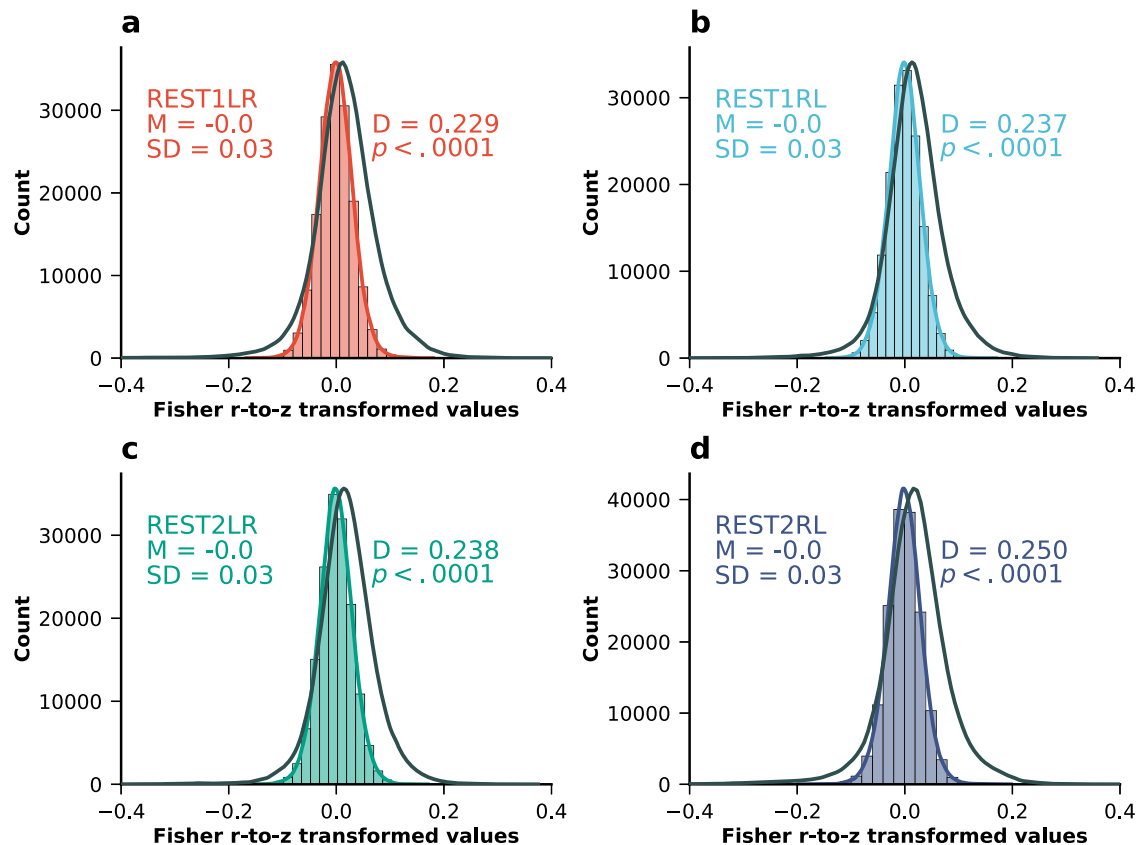 a
REST1LR
M = -0.0
SD = 0.03
D = 0.229
p < .0001
Count
30000
20000
10000
0
−0.4
−0.2
0.0
0.2
0.4
Fisher r-to-z transformed values
b
REST1RL
M = -0.0
SD = 0.03
D = 0.237
p < .0001
Count
30000
20000
10000
0
−0.4
−0.2
0.0
0.2
0.4
Fisher r-to-z transformed values
c
REST2LR
M = -0.0
SD = 0.03
D = 0.238
p < .0001
Count
30000
20000
10000
0
−0.4
−0.2
0.0
0.2
0.4
Fisher r-to-z transformed values
d
REST2RL
M = -0.0
SD = 0.03
D = 0.250
p < .0001
Count
40000
30000
20000
10000
0
−0.4
−0.2
0.0
0.2
0.4
Fisher r-to-z transformed values